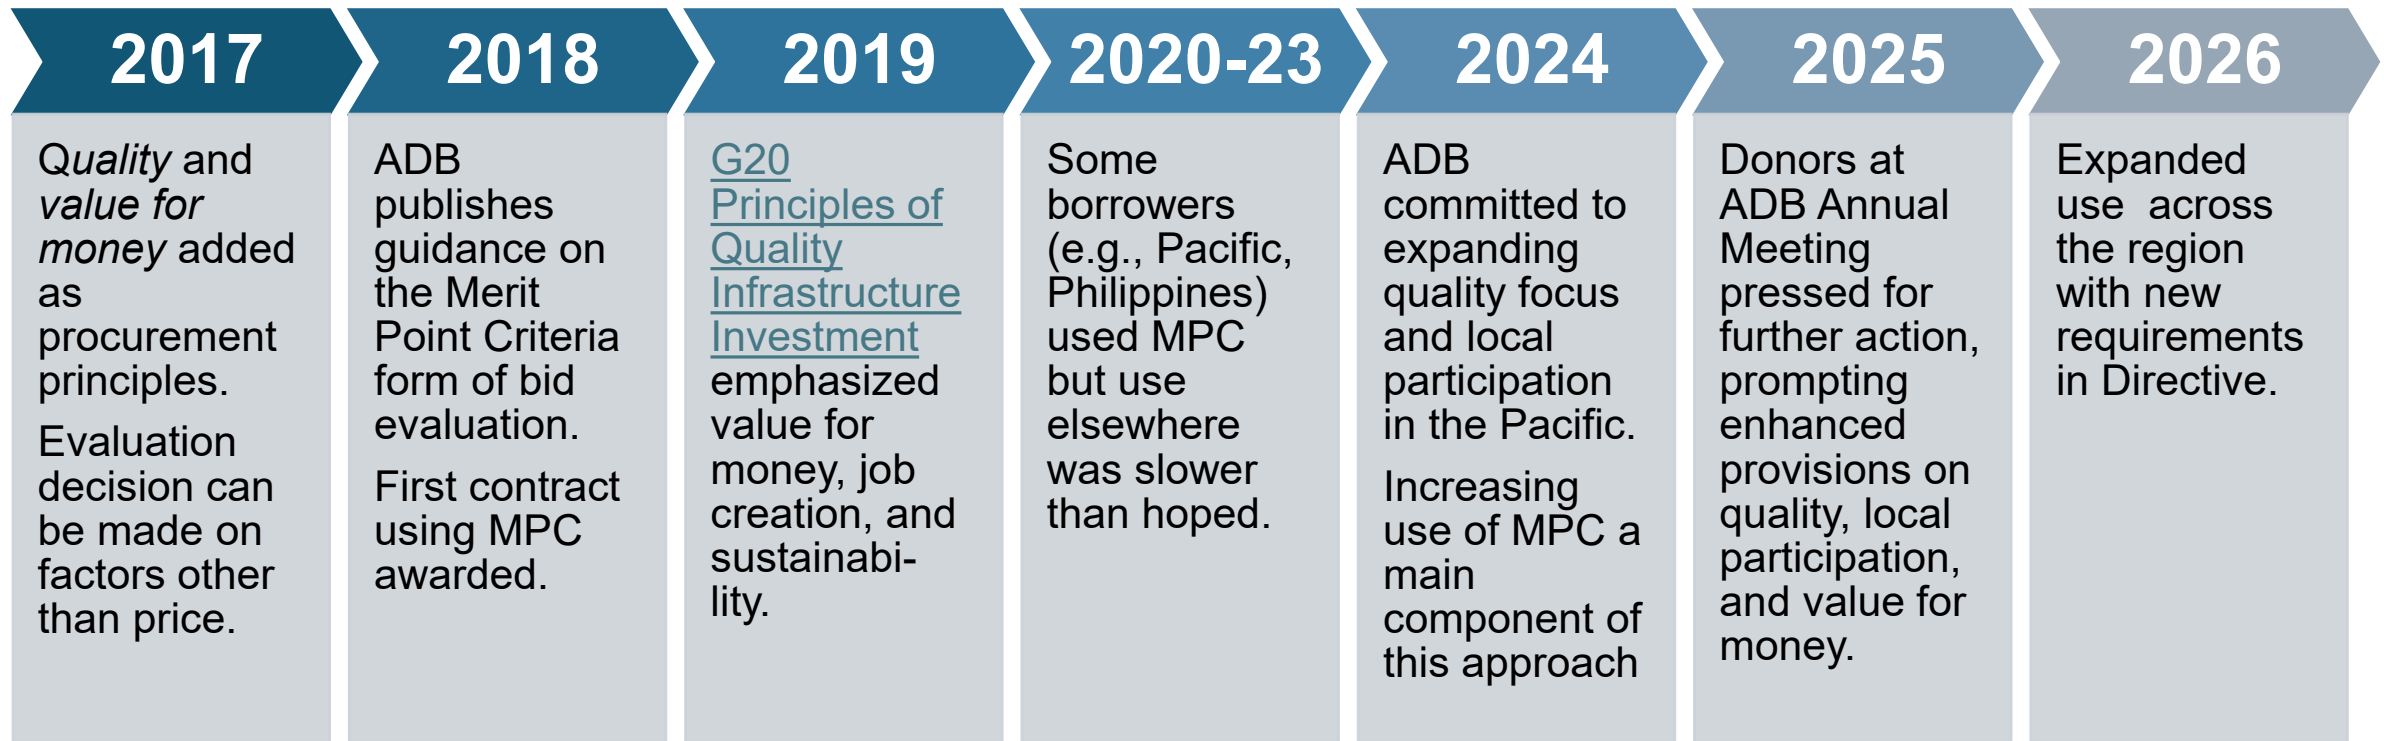 2017
Quality and
value for
money added
as
procurement
principles.
Evaluation
decision can
be made on
factors other
than price.
2018
ADB
publishes
guidance on
the Merit
Point Criteria
form of bid
evaluation.
First contract
using MPC
awarded.
2019
G20
Principles of
Quality
Infrastructure
Investment
emphasized
value for
money, job
creation, and
sustainabi-
lity.
2020-23
Some
borrowers
(e.g., Pacific,
Philippines)
used MPC
but use
elsewhere
was slower
than hoped.
2024
ADB
committed to
expanding
quality focus
and local
participation
in the Pacific.
Increasing
use of MPC a
main
component of
this approach
2025
Donors at
ADB Annual
Meeting
pressed for
further action,
prompting
enhanced
provisions on
quality, local
participation,
and value for
money.
2026
Expanded
use  across
the region
with new
requirements
in Directive.